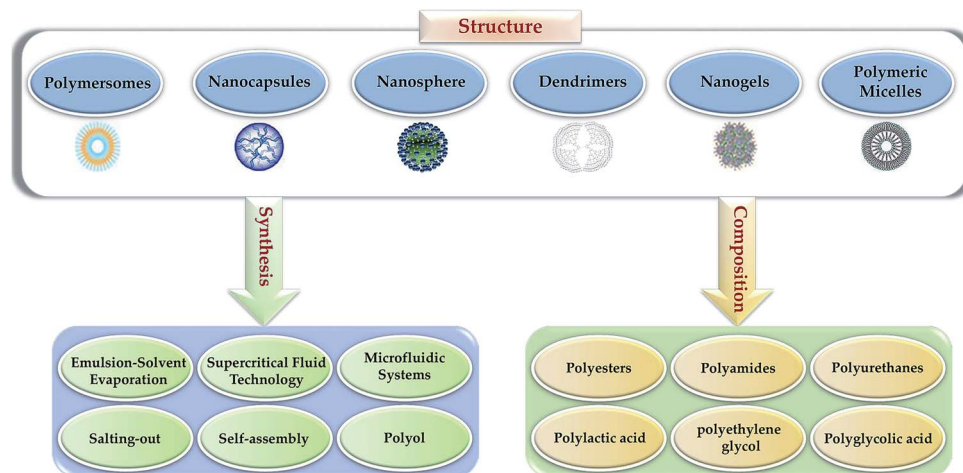 Structure
Polymersomes
Nanocapsules
Nanosphere
Dendrimers
Nanogels
Polymeric
Micelles
Synthesis
Composition
Emulsion-Solvent
Evaporation
Supercritical Fluid
Technology
Microfluidic
Systems
Salting-out
Self-assembly
Polyol
Polyesters
Polyamides
Polyurethanes
Polylactic acid
polyethylene
glycol
Polyglycolic acid